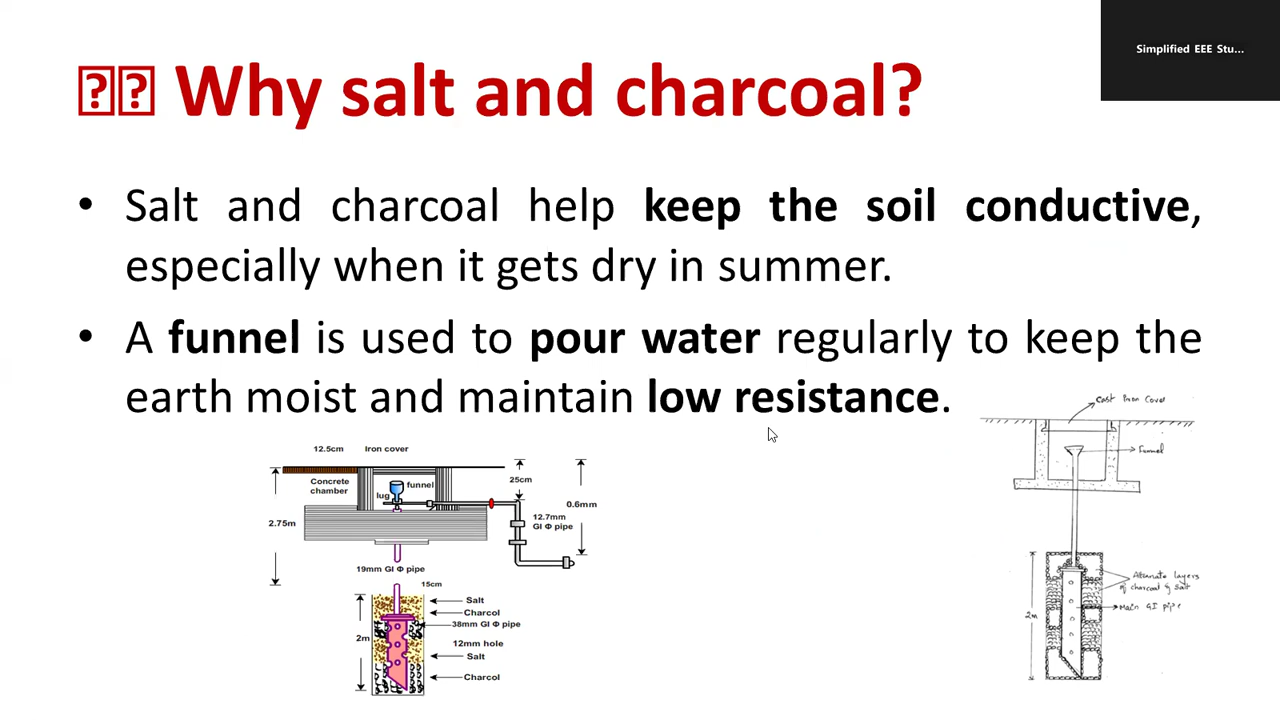 Simplified EEE Stu...
Why salt and charcoal?
• Salt and charcoal help keep the soil conductive,
especially when it gets dry in summer.
• A funnel is used to pour water regularly to keep the
earth moist and maintain low resistance.
12.5cm Iron cover
Concrete
chamber
funnel
lug
25cm
0.6mm
12.7mm
GI Φ pipe
2.75m
19mm GI Φ pipe
15cm
Salt
Charcol
38mm GI Φ pipe
2m
12mm hole
Salt
Charcol
Cast Iron Cover
Funnel
Alternate layers
of charcoal & salt
Main GI pipe
2m